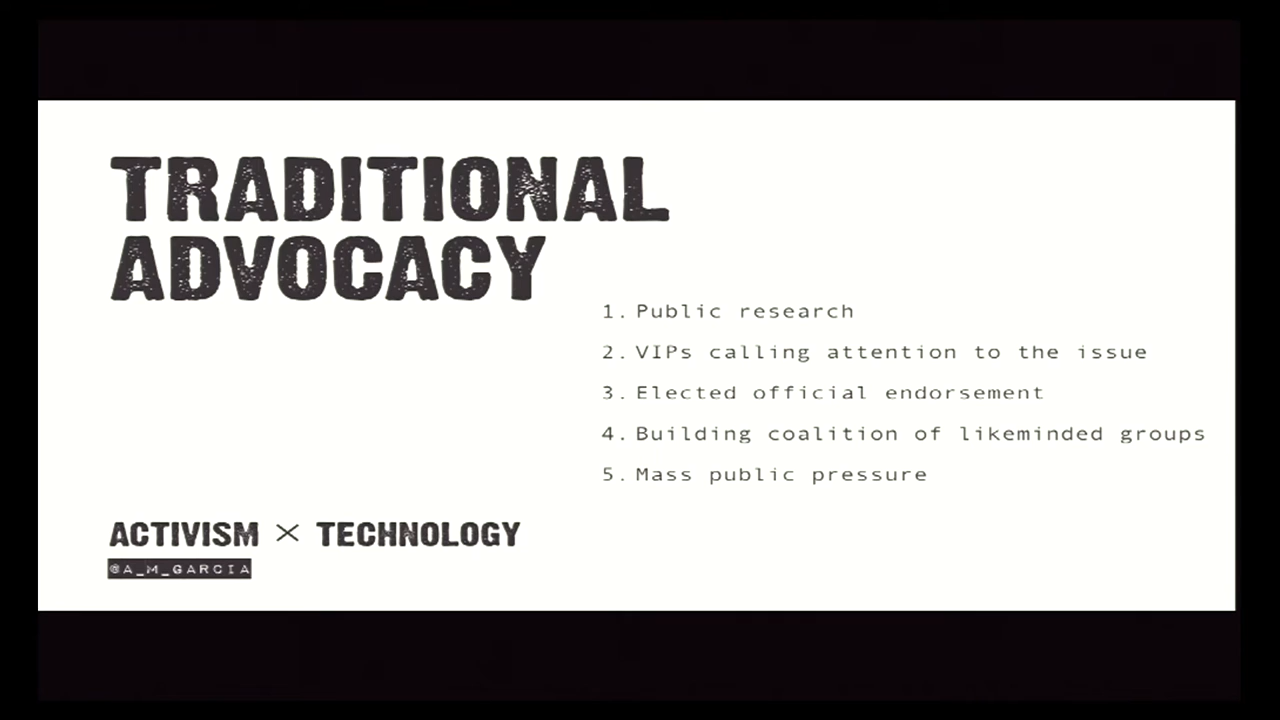 TRADITIONAL
ADVOCACY
1. Public research
2. VIPs calling attention to the issue
3. Elected official endorsement
4. Building coalition of likeminded groups
5. Mass public pressure
ACTIVISM × TECHNOLOGY
@A_M_GARCIA